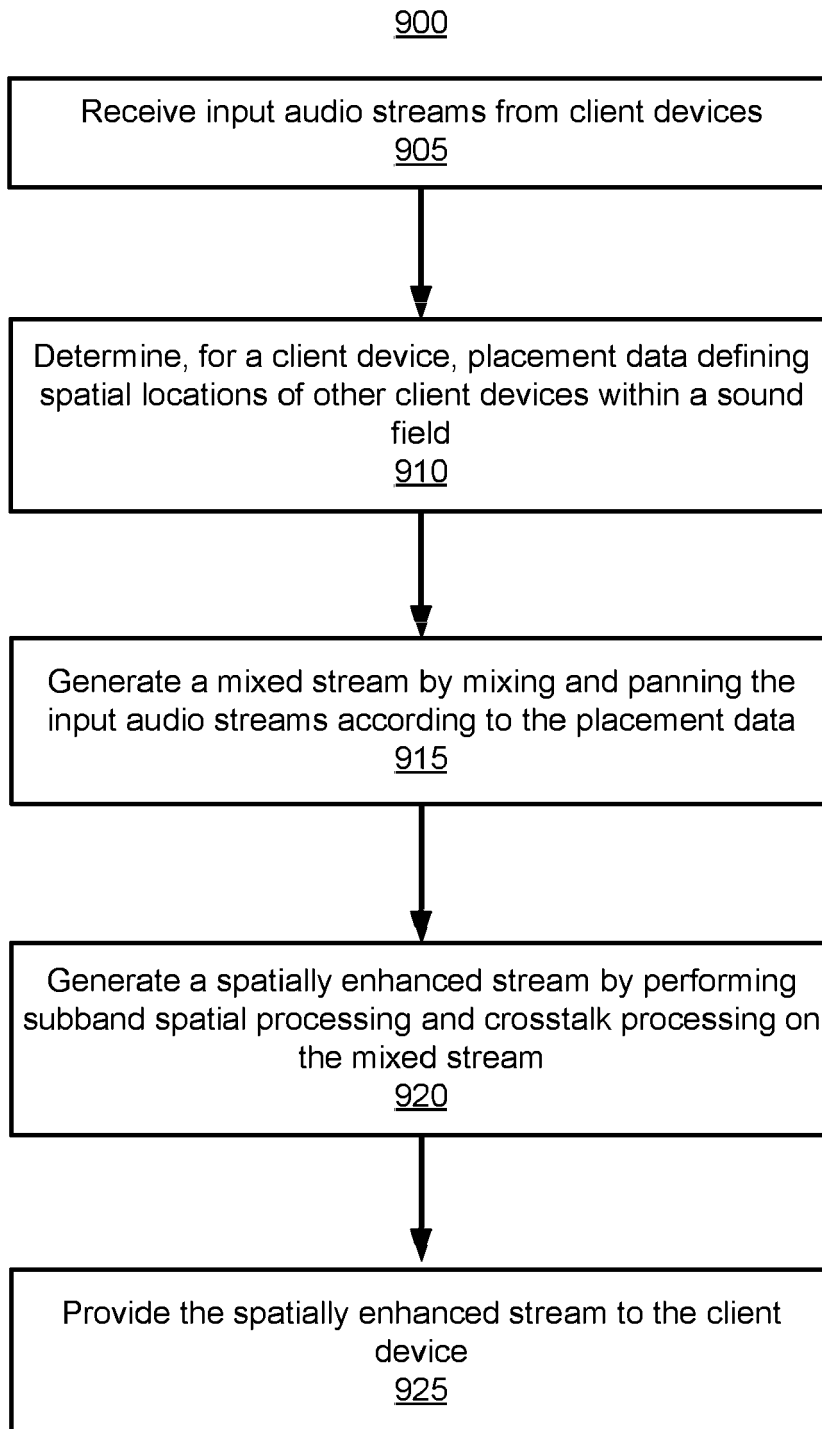 900
Receive input audio streams from client devices
905
Determine, for a client device, placement data defining
spatial locations of other client devices within a sound
field
910
Generate a mixed stream by mixing and panning the
input audio streams according to the placement data
915
Generate a spatially enhanced stream by performing
subband spatial processing and crosstalk processing on
the mixed stream
920
Provide the spatially enhanced stream to the client
device
925